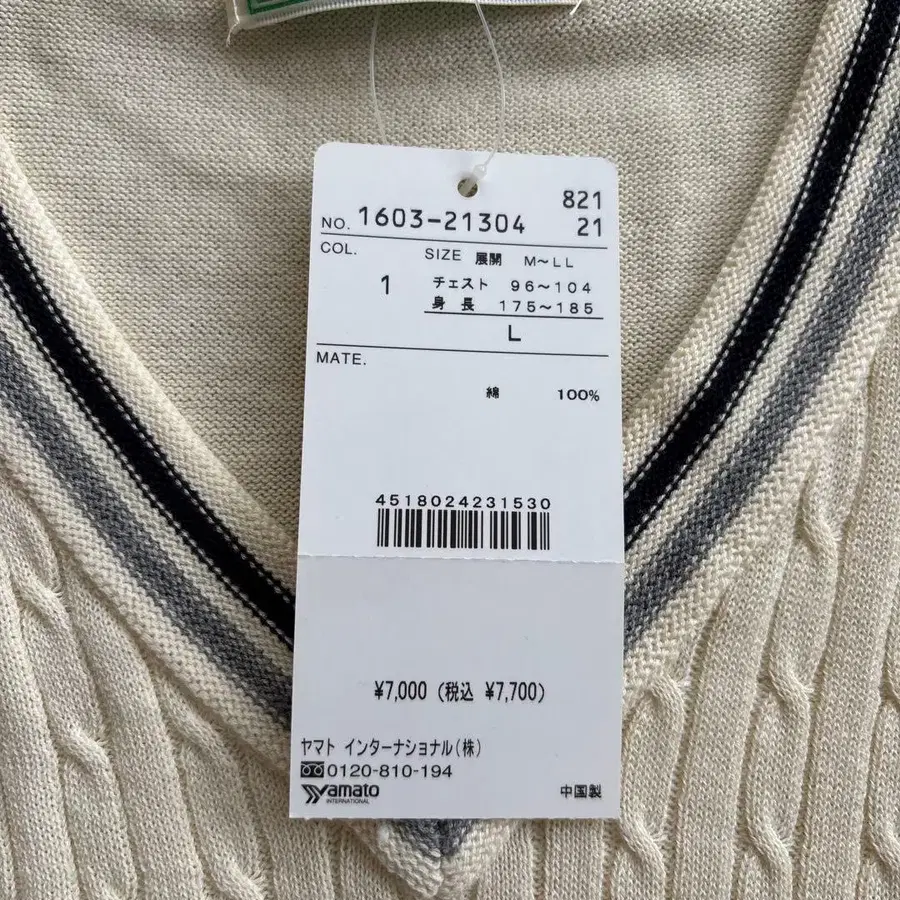 821
NO. 1603-21304 21
COL. SIZE 展開 M~LL
1 チェスト 96~104
身長 175~185
L
MATE.
綿 100%
4518024231530
¥7,000 (税込 ¥7,700)
ヤマト インターナショナル(株)
0120-810-194
Yamato
INTERNATIONAL
中国製